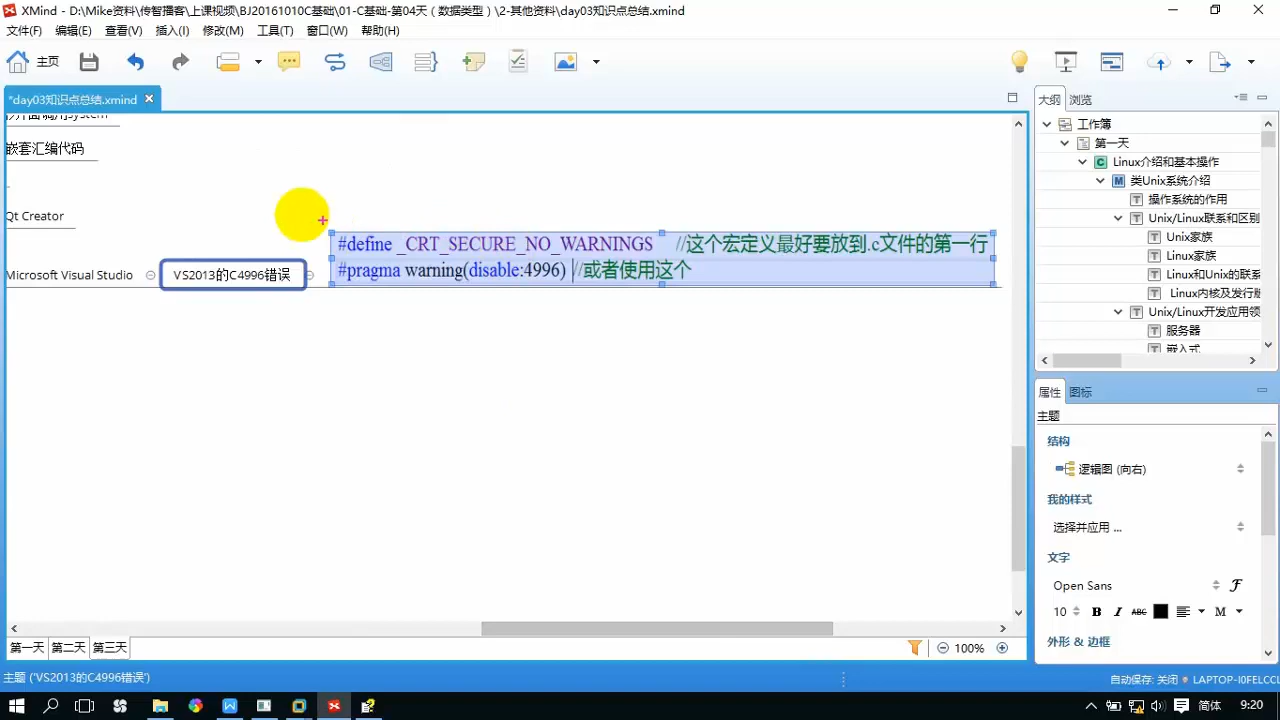 XMind - D:\Mike资料\传智播客\上课视频\BJ20161010C基础\01-C基础-第04天（数据类型）\2-其他资料\day03知识点总结.xmind
文件(F) 编辑(E) 查看(V) 插入(I) 修改(M) 工具(T) 窗口(W) 帮助(H)
主页
*day03知识点总结.xmind
大纲 浏览
工作簿
第一天
Linux介绍和基本操作
类Unix系统介绍
操作系统的作用
Unix/Linux联系和区别
Unix家族
Linux家族
Linux和Unix的联系
Linux内核及发行版
Unix/Linux开发应用领
服务器
嵌入式
嵌套汇编代码
Qt Creator
Microsoft Visual Studio
VS2013的C4996错误
#define _CRT_SECURE_NO_WARNINGS //这个宏定义最好要放到.c文件的第一行
#pragma warning(disable:4996) //或者使用这个
属性 图标
主题
结构
逻辑图 (向右)
我的样式
选择并应用 ...
文字
Open Sans
10 B I ABC M
外形 & 边框
第一天 第二天 第三天
100%
主题 ('VS2013的C4996错误')
自动保存: 关闭 LAPTOP-I0FELCCL
简体 9:20